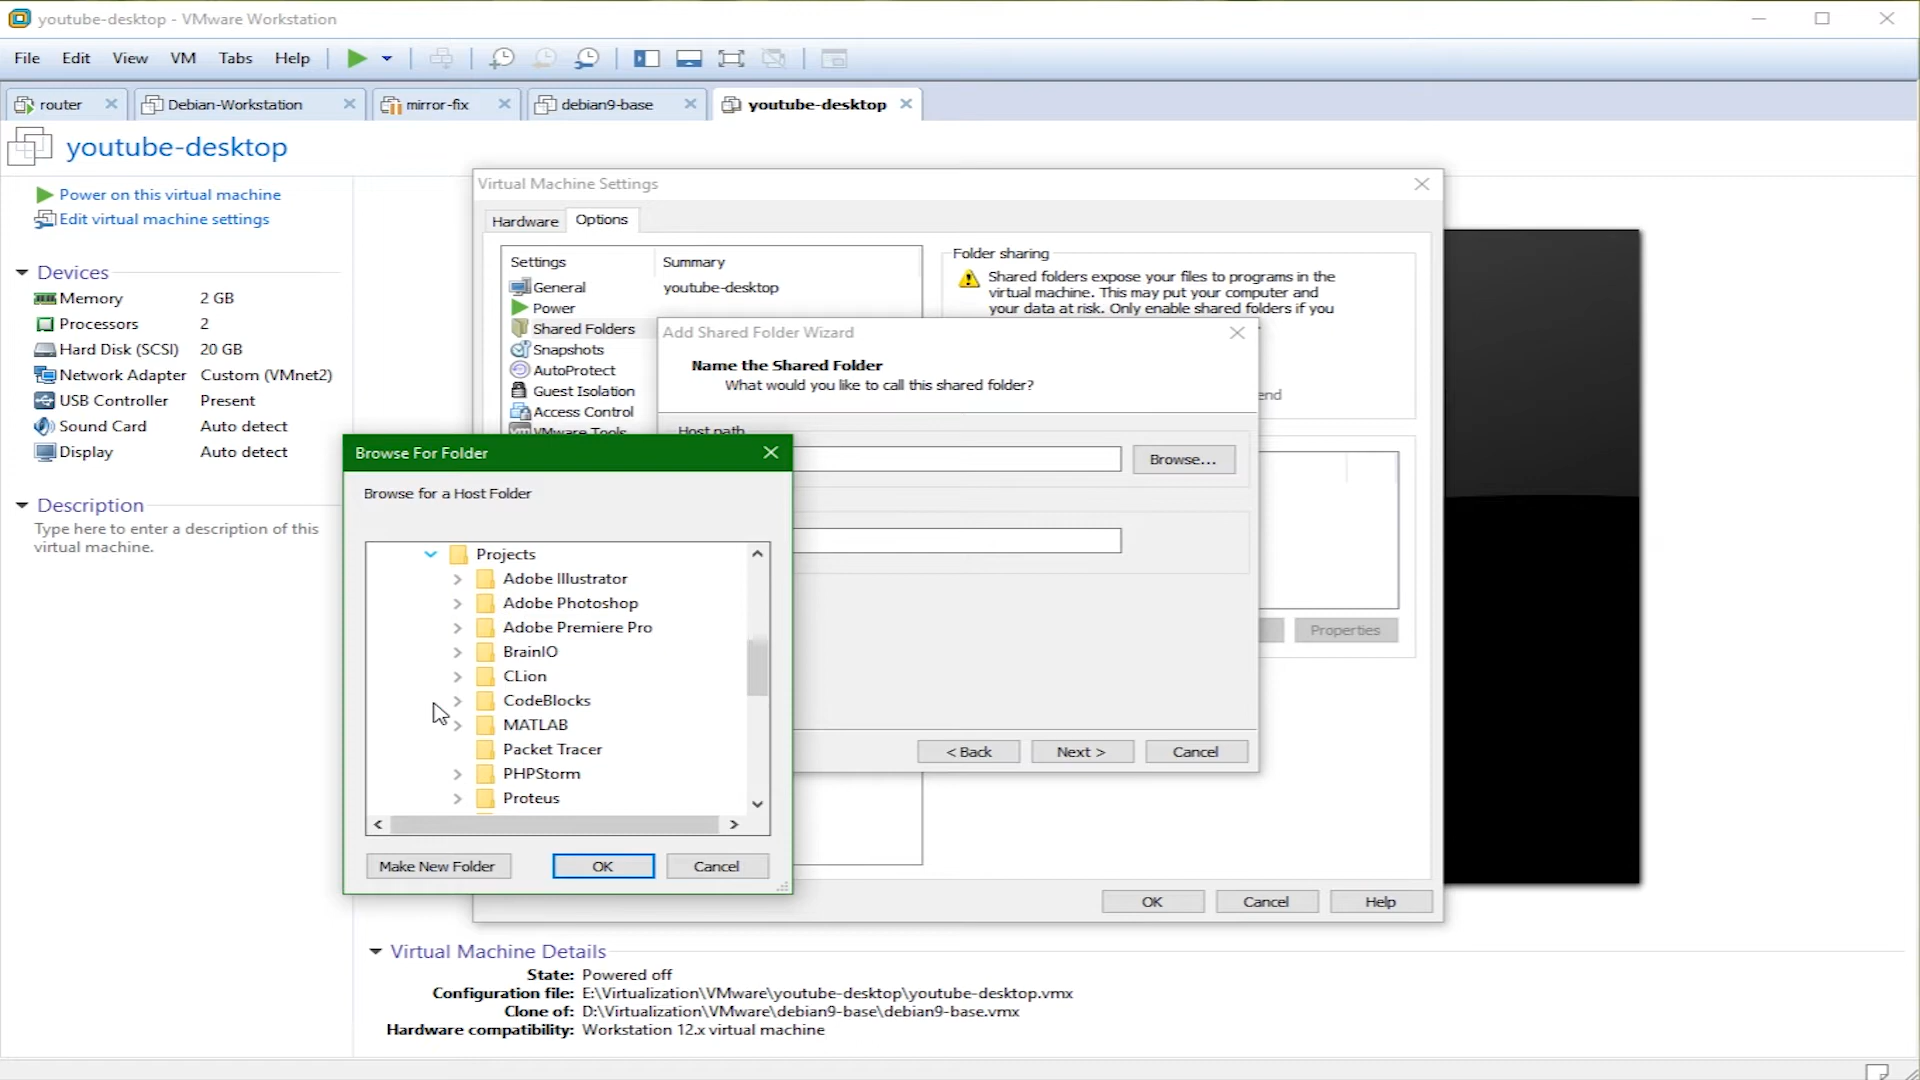 youtube-desktop - VMware Workstation
File Edit View VM Tabs Help
router
Debian-Workstation
mirror-fix
debian9-base
youtube-desktop
youtube-desktop
Power on this virtual machine
Edit virtual machine settings
Devices
Memory 2 GB
Processors 2
Hard Disk (SCSI) 20 GB
Network Adapter Custom (VMnet2)
USB Controller Present
Sound Card Auto detect
Display Auto detect
Description
Type here to enter a description of this
virtual machine.
Virtual Machine Settings
Hardware Options
Settings Summary
General youtube-desktop
Power
Shared Folders
Snapshots
AutoProtect
Guest Isolation
Access Control
VMware Tools
Folder sharing
Shared folders expose your files to programs in the
virtual machine. This may put your computer and
your data at risk. Only enable shared folders if you
end
Properties
OK Cancel Help
Add Shared Folder Wizard
Name the Shared Folder
What would you like to call this shared folder?
Host path
Browse...
< Back Next > Cancel
Browse For Folder
Browse for a Host Folder
Projects
Adobe Illustrator
Adobe Photoshop
Adobe Premiere Pro
BrainIO
CLion
CodeBlocks
MATLAB
Packet Tracer
PHPStorm
Proteus
Make New Folder OK Cancel
Virtual Machine Details
State: Powered off
Configuration file: E:\Virtualization\VMware\youtube-desktop\youtube-desktop.vmx
Clone of: D:\Virtualization\VMware\debian9-base\debian9-base.vmx
Hardware compatibility: Workstation 12.x virtual machine